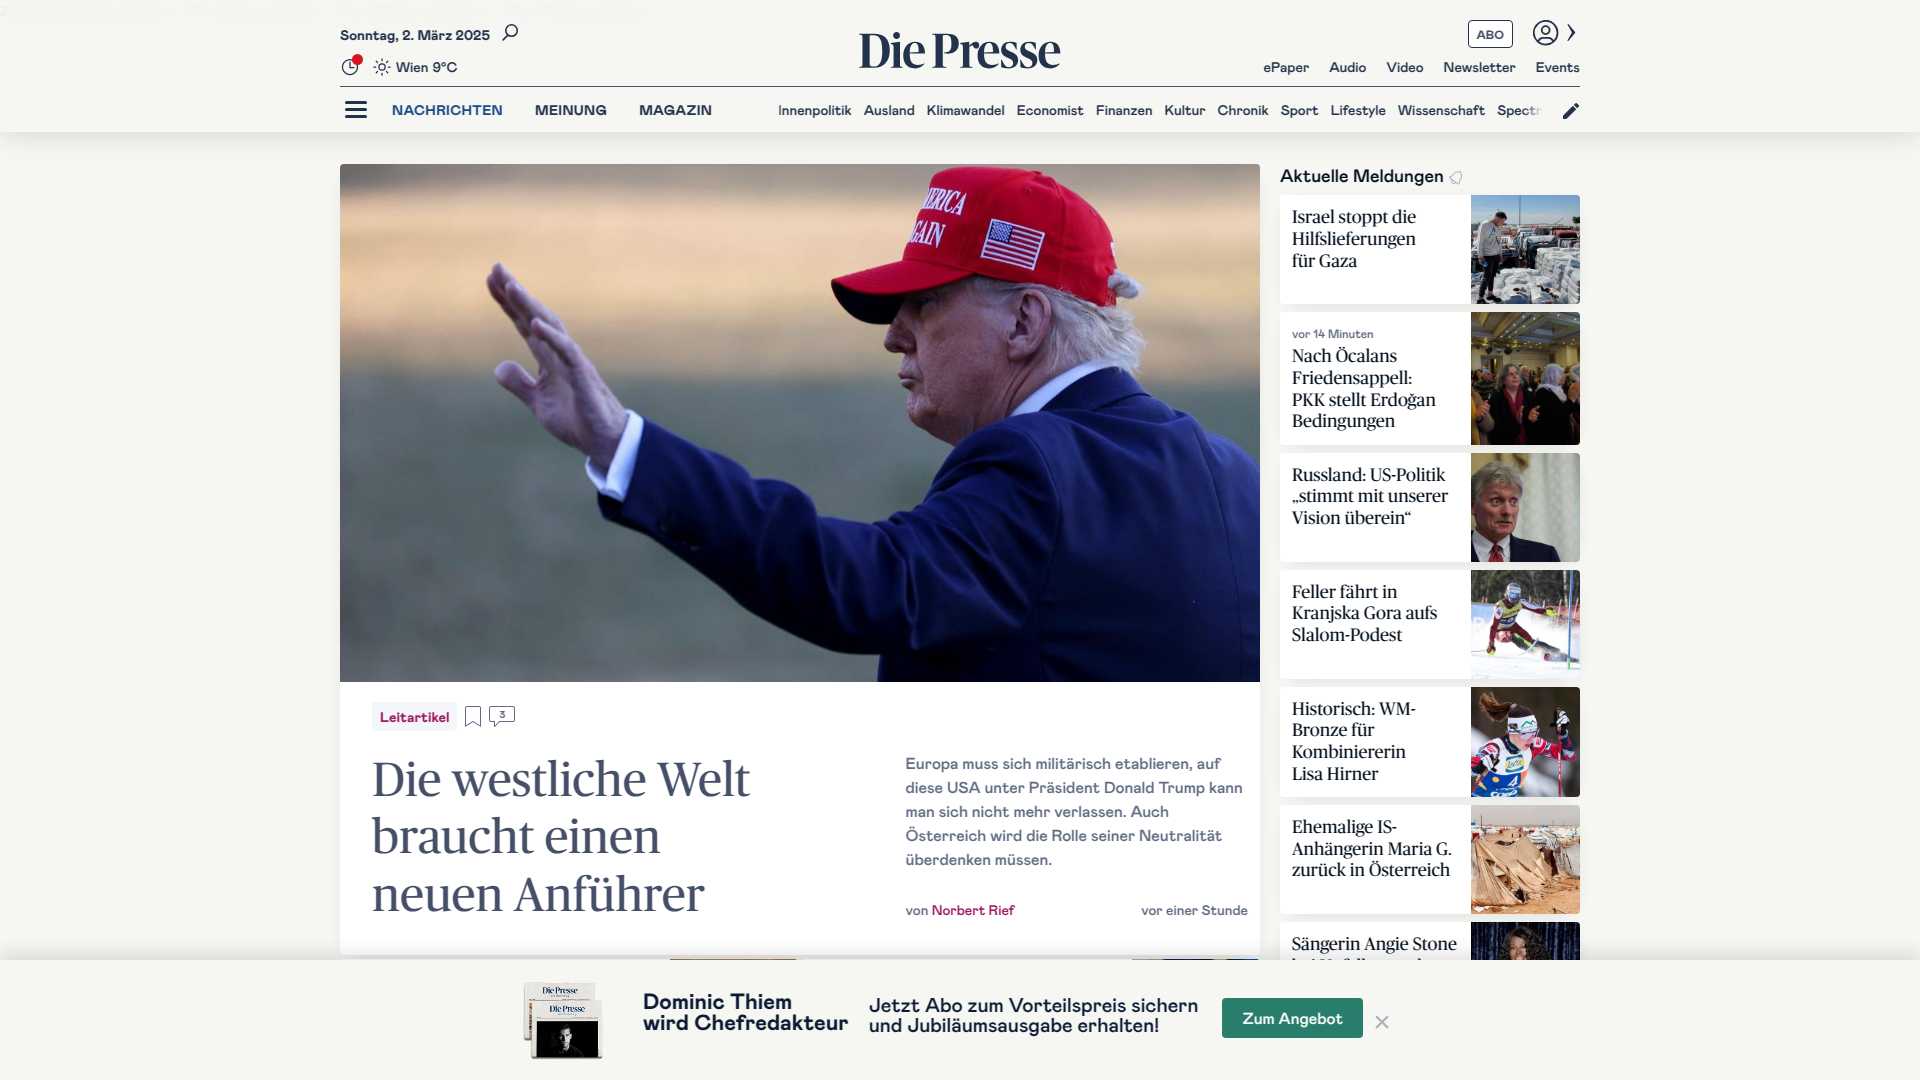 Sonntag, 2. März 2025
Die Presse
ABO
Wien 9°C
ePaper Audio Video Newsletter Events
NACHRICHTEN MEINUNG MAGAZIN
Innenpolitik Ausland Klimawandel Economist Finanzen Kultur Chronik Sport Lifestyle Wissenschaft Spectr
AGAIN
Leitartikel
3
Die westliche Welt
braucht einen
neuen Anführer
Europa muss sich militärisch etablieren, auf
diese USA unter Präsident Donald Trump kann
man sich nicht mehr verlassen. Auch
Österreich wird die Rolle seiner Neutralität
überdenken müssen.
von Norbert Rief
vor einer Stunde
Aktuelle Meldungen
Israel stoppt die
Hilfslieferungen
für Gaza
vor 14 Minuten
Nach Öcalans
Friedensappell:
PKK stellt Erdoğan
Bedingungen
Russland: US-Politik
„stimmt mit unserer
Vision überein“
Feller fährt in
Kranjska Gora aufs
Slalom-Podest
Historisch: WM-
Bronze für
Kombiniererin
Lisa Hirner
4
Ehemalige IS-
Anhängerin Maria G.
zurück in Österreich
Sängerin Angie Stone
Die Presse
Die Presse
Dominic Thiem
wird Chefredakteur
Jetzt Abo zum Vorteilspreis sichern
und Jubiläumsausgabe erhalten!
Zum Angebot